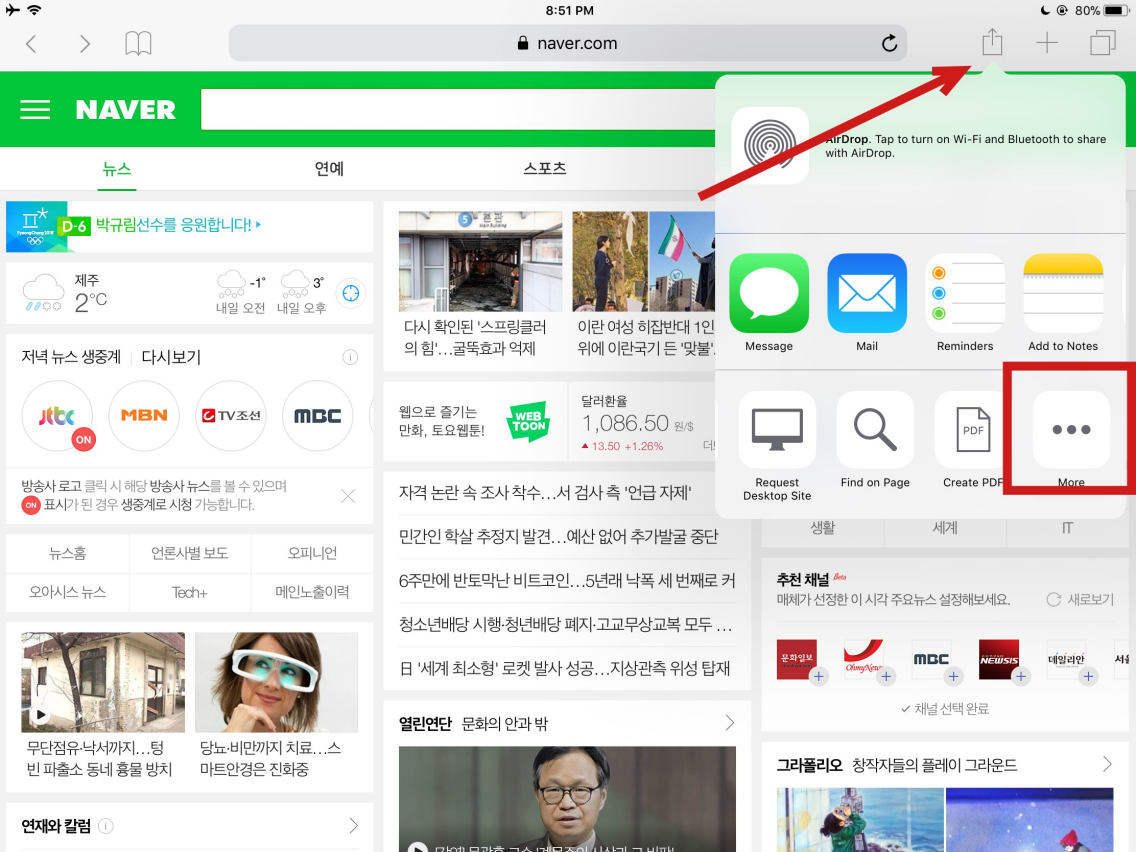 8:51 PM
80%
naver.com
NAVER
뉴스
연예
스포츠
D-6 박규림선수를 응원합니다!
제주
2°C
-1°
내일 오전
3°
내일 오후
저녁 뉴스 생중계
다시보기
jtbc
ON
MBN
TV조선
MBC
방송사 로고 클릭 시 해당 방송사 뉴스를 볼 수 있으며
ON 표시가 된 경우 생중계로 시청 가능합니다.
뉴스홈
언론사별 보도
오피니언
오아시스 뉴스
Tech+
메인노출이력
무단점유·낙서까지…텅
빈 파출소 동네 흉물 방치
당뇨·비만까지 치료…스
마트안경은 진화중
연재와 칼럼
5 본관
Main Building
다시 확인된 '스프링클러
의 힘'…굴뚝효과 억제
이란 여성 히잡반대 1인
위에 이란국기 든 '맞불'
웹으로 즐기는
만화, 토요웹툰!
WEB
TOON
달러환율
1,086.50 원/$
13.50 +1.26%
자격 논란 속 조사 착수…서 검사 측 '언급 자제'
민간인 학살 추정지 발견…예산 없어 추가발굴 중단
6주만에 반토막난 비트코인…5년래 낙폭 세 번째로 커
청소년배당 시행·청년배당 폐지·고교무상교복 모두 …
日 '세계 최소형' 로켓 발사 성공…지상관측 위성 탑재
열린연단
문화의 안과 밖
AirDrop. Tap to turn on Wi-Fi and Bluetooth to share
with AirDrop.
Message
Mail
Reminders
Add to Notes
PDF
Request
Desktop Site
Find on Page
Create PDF
More
생활
세계
IT
추천 채널 Beta
매체가 선정한 이 시각 주요뉴스 설정해보세요.
새로보기
문화일보
OhmyNews
MBC
NEWSIS
데일리안
채널 선택 완료
그라폴리오
창작자들의 플레이 그라운드